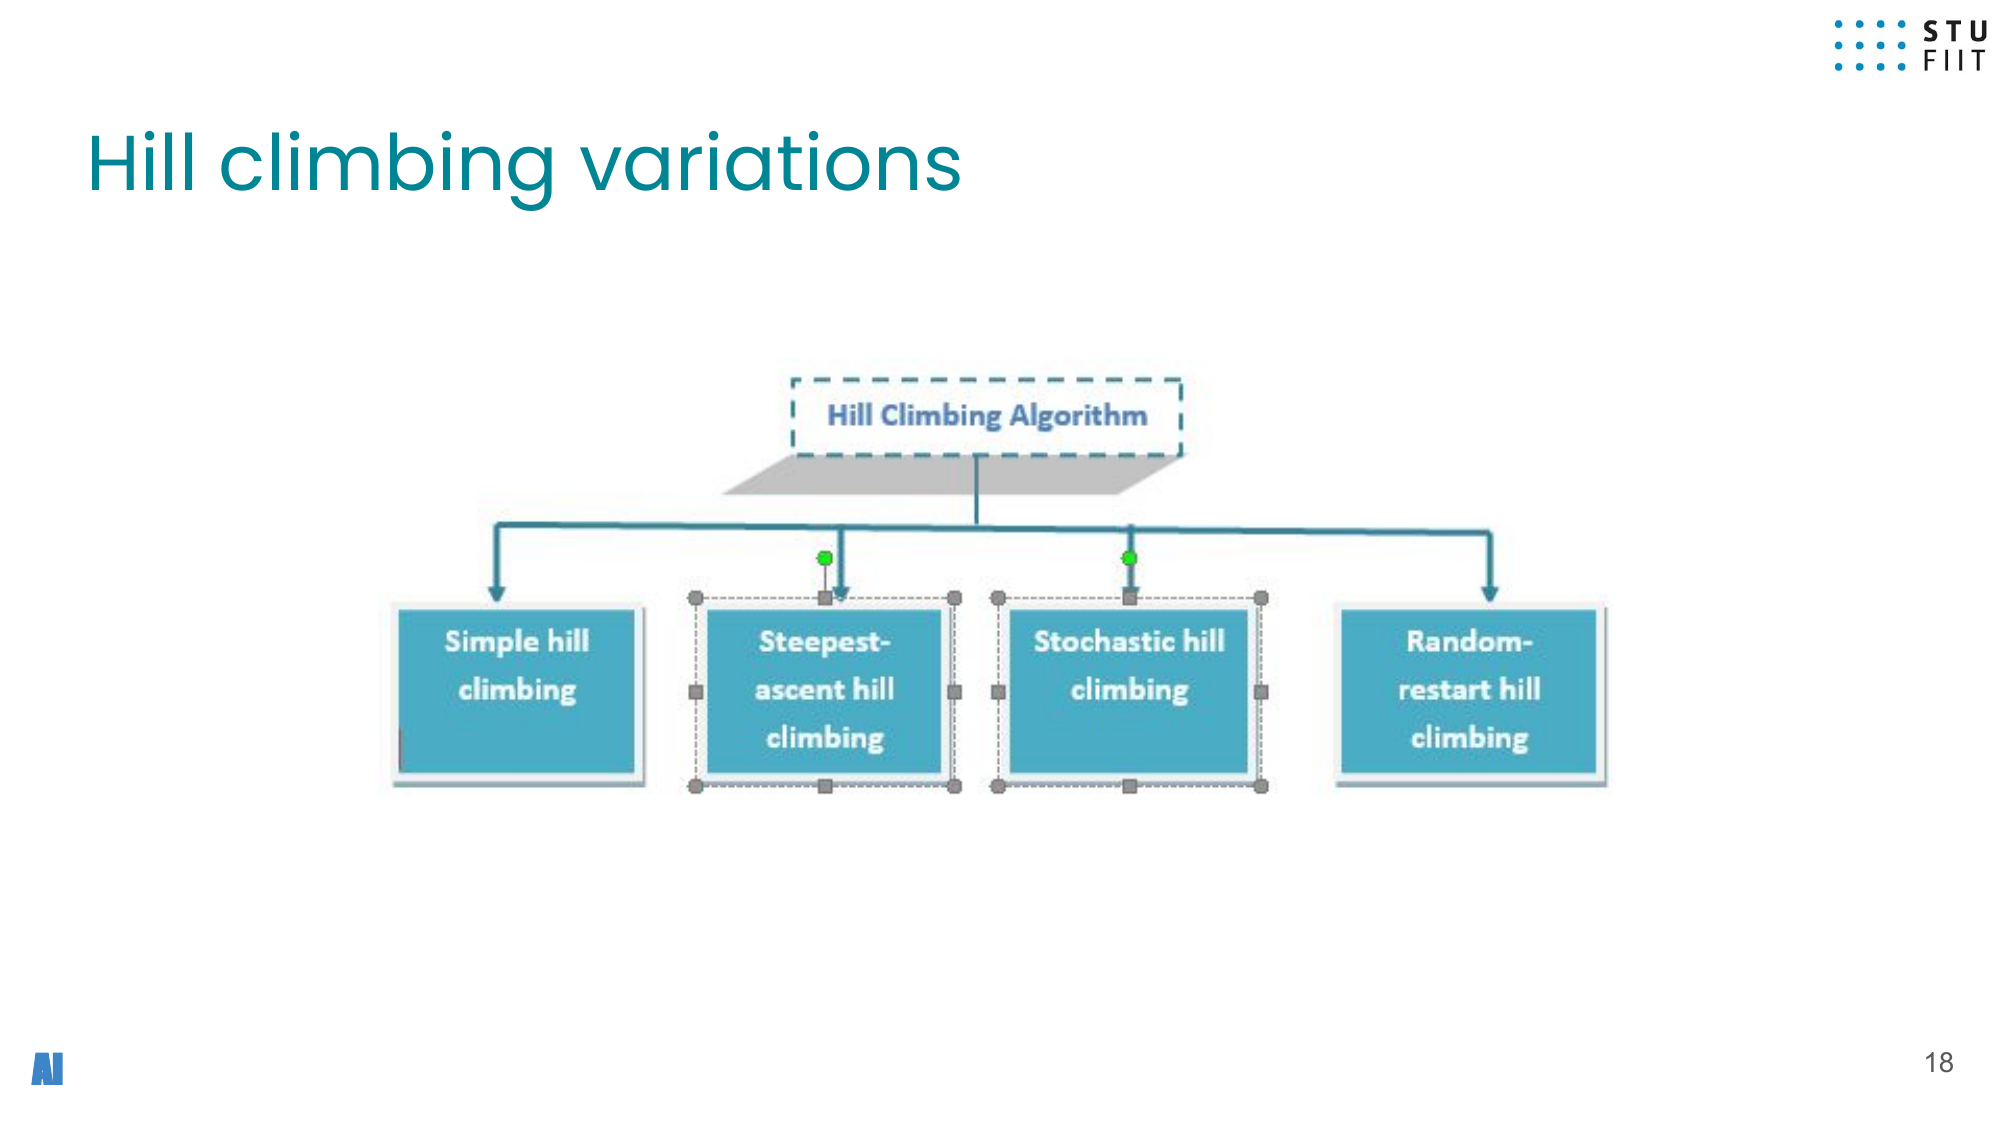 STU
FIIT
Hill climbing variations
Hill Climbing Algorithm
Simple hill
climbing
Steepest-
ascent hill
climbing
Stochastic hill
climbing
Random-
restart hill
climbing
AI
18